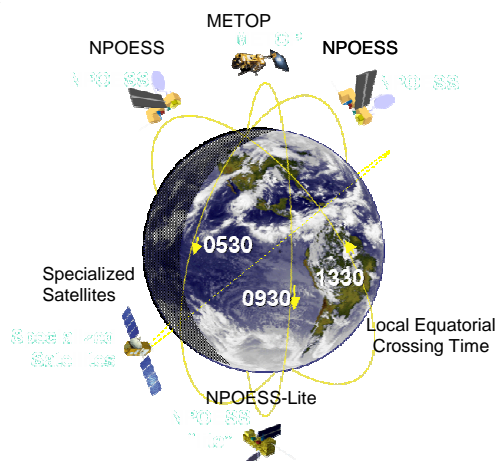 METOP
NPOESS
NPOESS
0530
1330
0930
Specialized
Satellites
Local Equatorial
Crossing Time
NPOESS-Lite